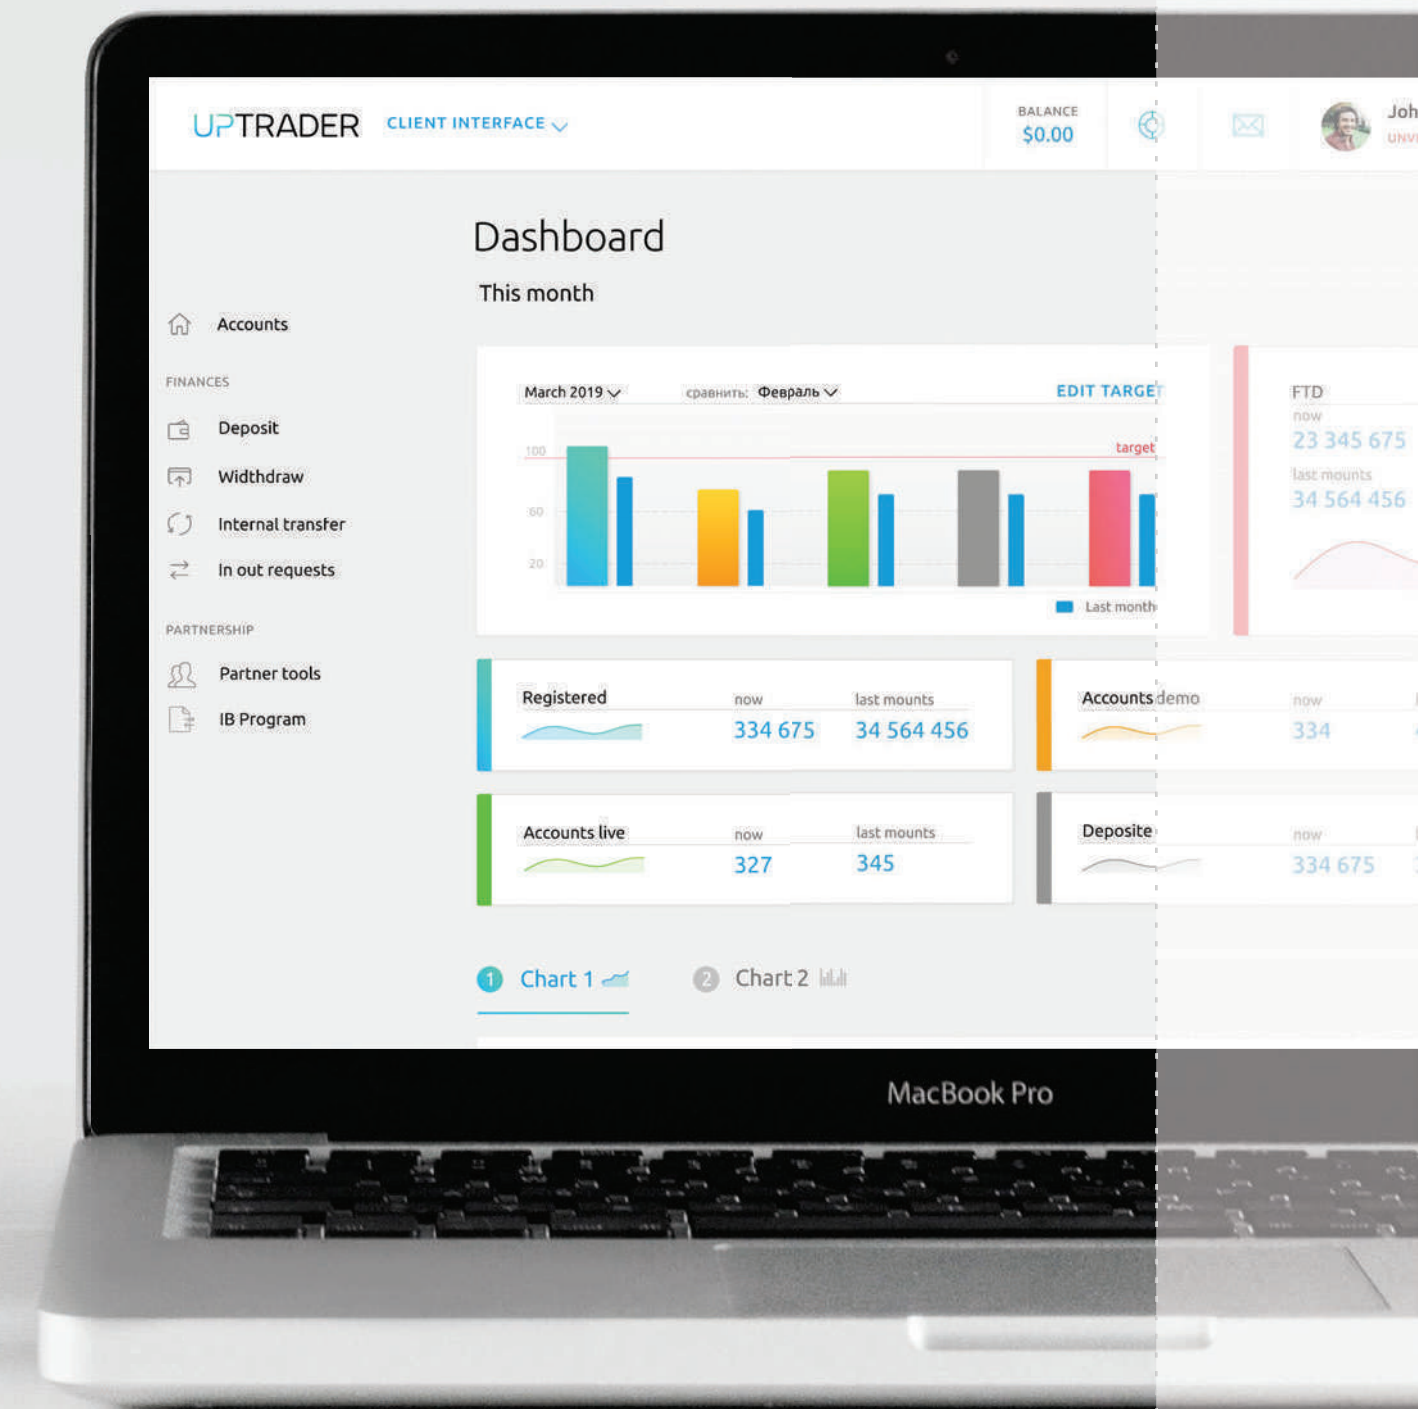 UPTRADER CLIENT INTERFACE
BALANCE
$0.00
Joh
Dashboard
This month
Accounts
FINANCES
Deposit
Widthdraw
Internal transfer
In out requests
PARTNERSHIP
Partner tools
IB Program
March 2019 сравнить: Февраль EDIT TARGET
100
60
20
target
Last month
FTD
now
23 345 675
last mounts
34 564 456
Registered now last mounts
334 675 34 564 456
Accounts demo now
334
Accounts live now last mounts
327 345
Deposite now
334 675
1 Chart 1 2 Chart 2
MacBook Pro